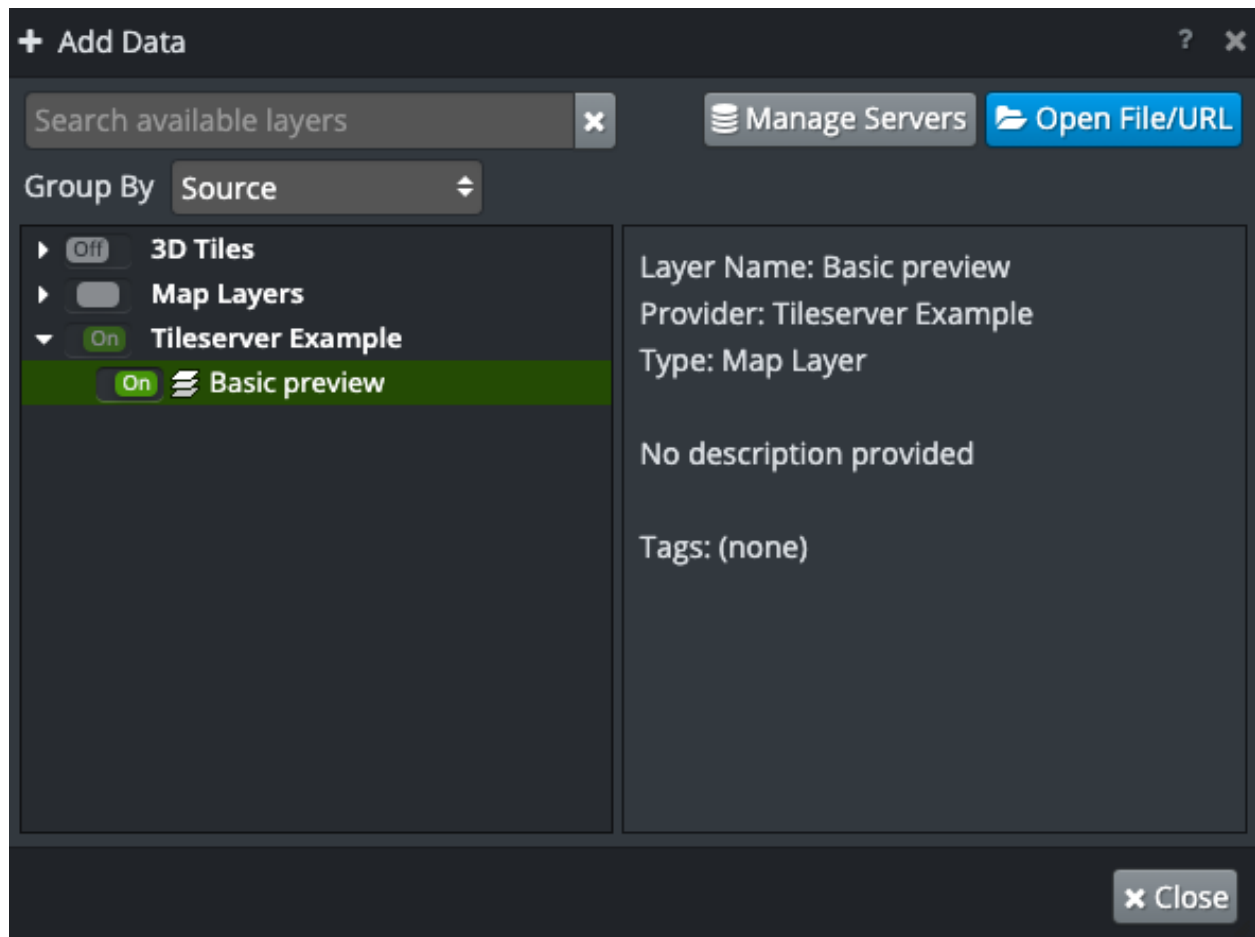 Add Data ?
Search available layers
Manage Servers
Open File/URL
Group By Source
Off 3D Tiles
Map Layers
On Tileserver Example
On Basic preview
Layer Name: Basic preview
Provider: Tileserver Example
Type: Map Layer
No description provided
Tags: (none)
Close